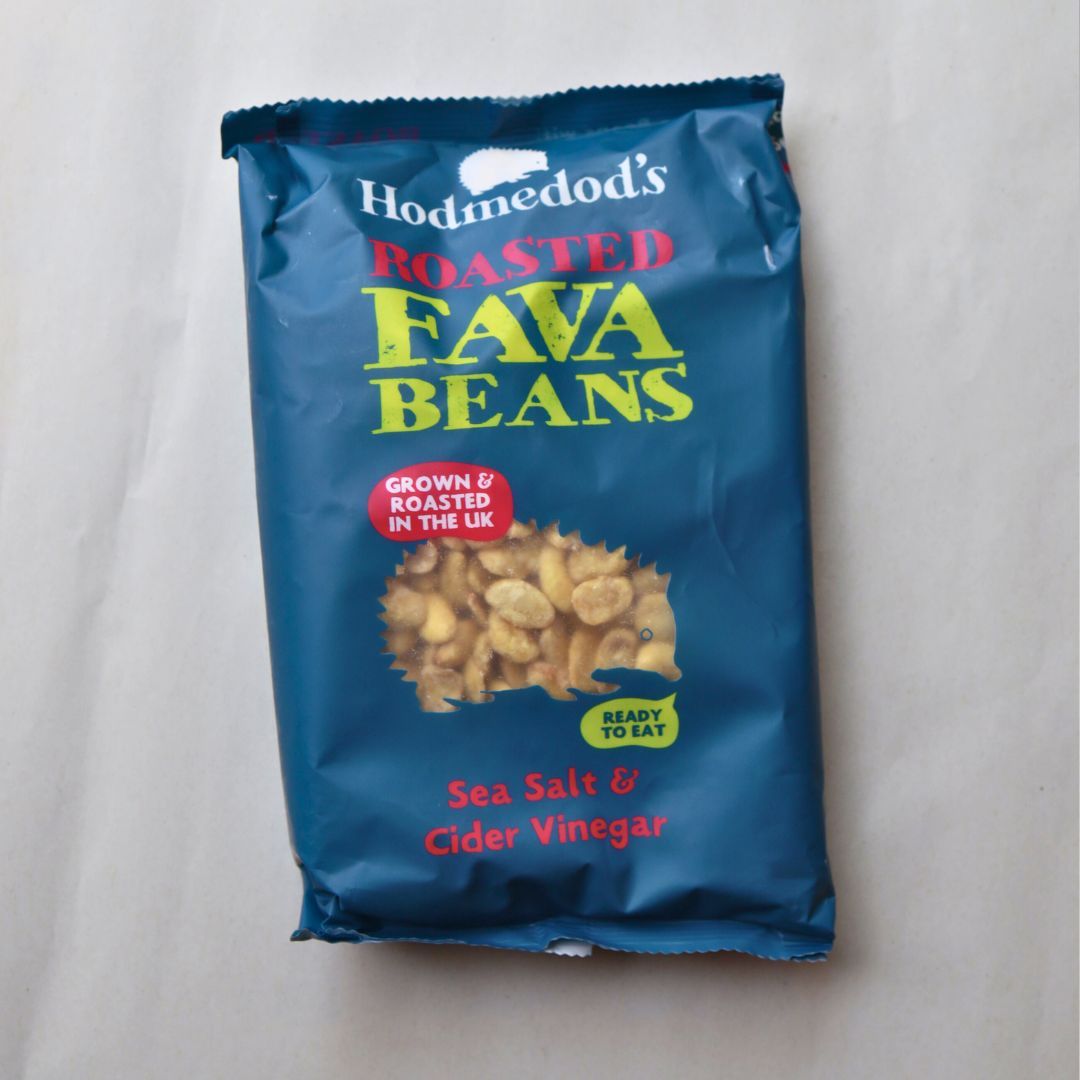 Hodmedod's
ROASTED
FAVA
BEANS
GROWN &
ROASTED
IN THE UK
READY
TO EAT
Sea Salt &
Cider Vinegar